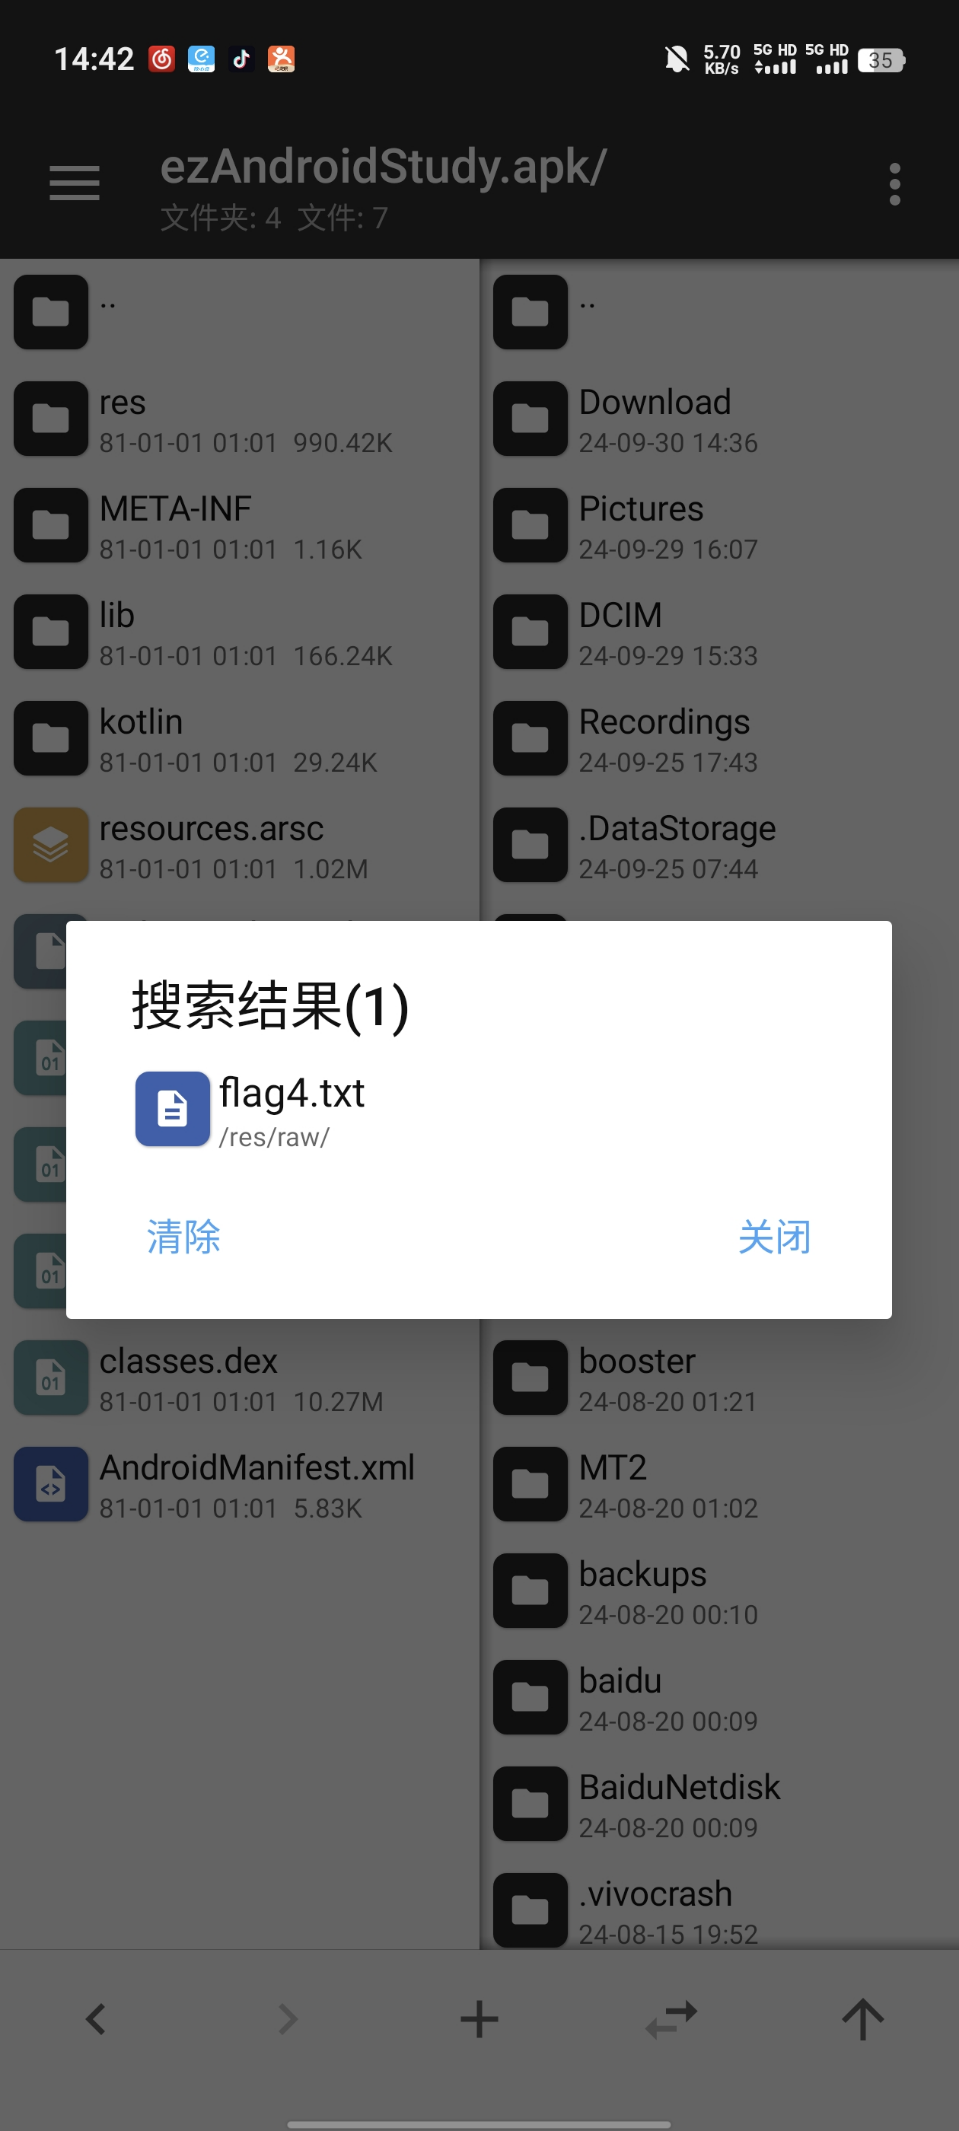 14:42
5.70 KB/s 5G HD 5G HD 35
ezAndroidStudy.apk/
文件夹: 4 文件: 7
..
res
81-01-01 01:01 990.42K
META-INF
81-01-01 01:01 1.16K
lib
81-01-01 01:01 166.24K
kotlin
81-01-01 01:01 29.24K
resources.arsc
81-01-01 01:01 1.02M
..
Download
24-09-30 14:36
Pictures
24-09-29 16:07
DCIM
24-09-29 15:33
Recordings
24-09-25 17:43
.DataStorage
24-09-25 07:44
搜索结果(1)
flag4.txt
/res/raw/
清除
关闭
01
01
01
01
classes.dex
81-01-01 01:01 10.27M
AndroidManifest.xml
81-01-01 01:01 5.83K
booster
24-08-20 01:21
MT2
24-08-20 01:02
backups
24-08-20 00:10
baidu
24-08-20 00:09
BaiduNetdisk
24-08-20 00:09
.vivocrash
24-08-15 19:52